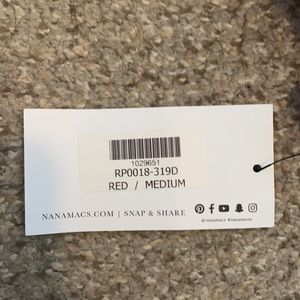 1029651
RP0018-319D
RED / MEDIUM
NANAMACS.COM | SNAP & SHARE
@nanamacs #nanamacs